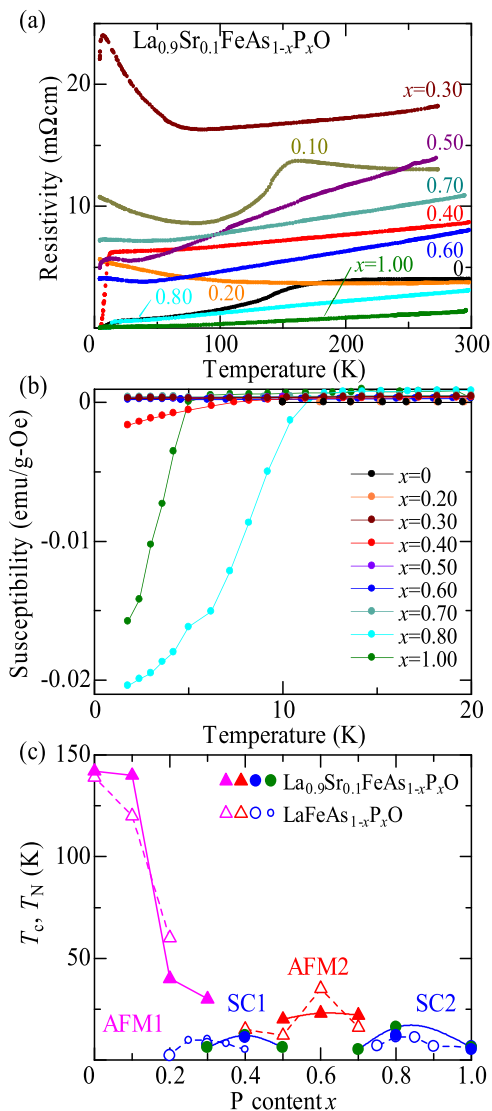 (a)
La0.9Sr0.1FeAs1-xPxO
20
10
0
Resistivity (mΩcm)
x=0.30
0.10
0.50
0.70
0.40
0.60
0
x=1.00
0.20
0.80
0 100 200 300
Temperature (K)
(b)
0
-0.01
-0.02
Susceptibility (emu/g-Oe)
x=0
x=0.20
x=0.30
x=0.40
x=0.50
x=0.60
x=0.70
x=0.80
x=1.00
0 10 20
Temperature (K)
(c)
150
100
50
0
Tc, TN (K)
La0.9Sr0.1FeAs1-xPxO
LaFeAs1-xPxO
AFM2
AFM1
SC1
SC2
0 0.2 0.4 0.6 0.8 1.0
P content x